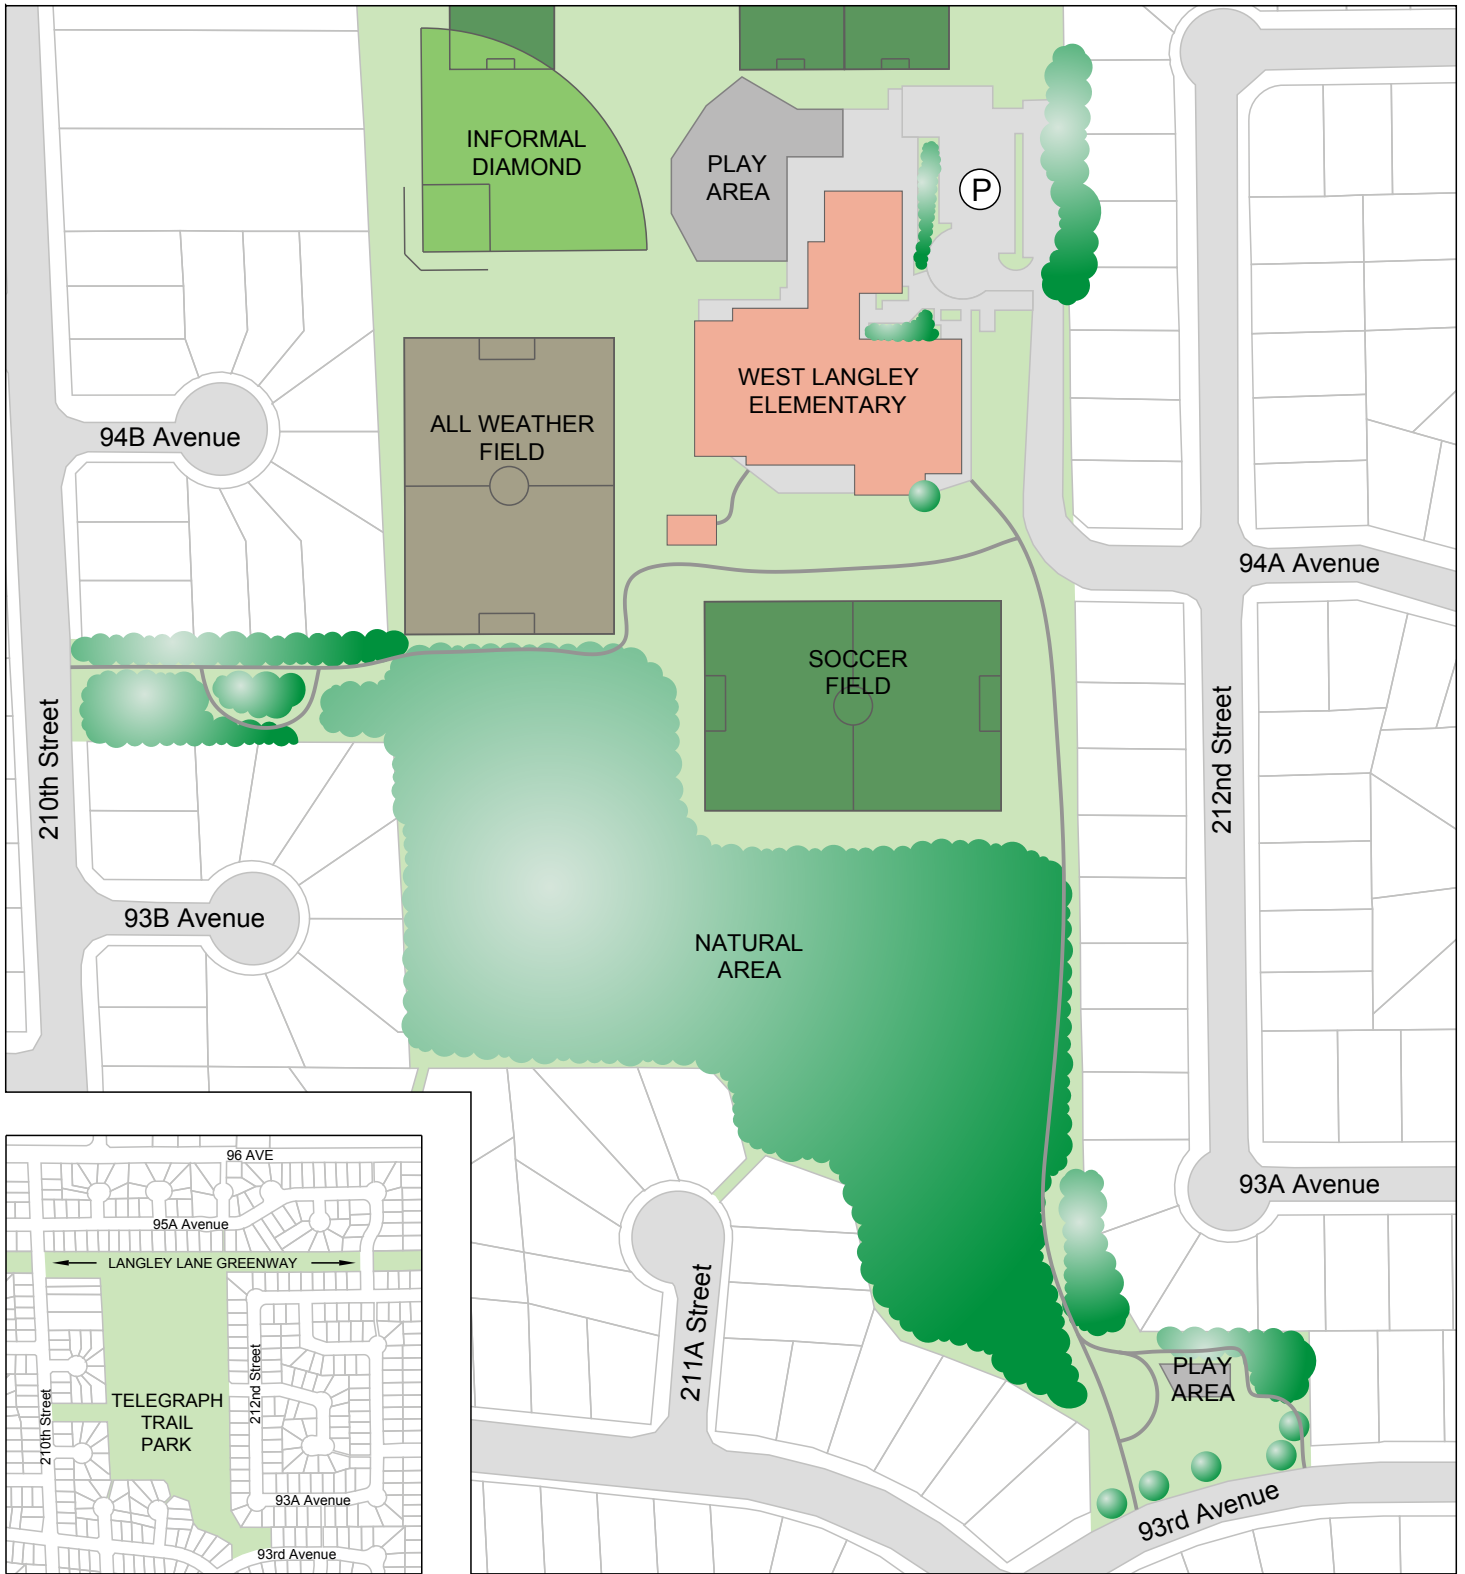 INFORMAL
DIAMOND
PLAY
AREA
P
WEST LANGLEY
ELEMENTARY
ALL WEATHER
FIELD
94B Avenue
94A Avenue
SOCCER
FIELD
210th Street
212nd Street
93B Avenue
NATURAL
AREA
93A Avenue
211A Street
PLAY
AREA
93rd Avenue
96 AVE
95A Avenue
LANGLEY LANE GREENWAY
212nd Street
TELEGRAPH
TRAIL
PARK
210th Street
93A Avenue
93rd Avenue